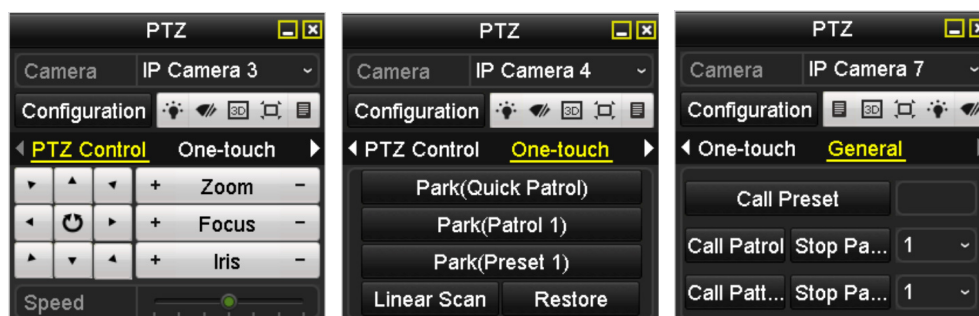 PTZ
Camera IP Camera 3
Configuration 3D
PTZ Control One-touch
+ Zoom -
+ Focus -
+ Iris -
Speed
PTZ
Camera IP Camera 4
Configuration 3D
PTZ Control One-touch
Park(Quick Patrol)
Park(Patrol 1)
Park(Preset 1)
Linear Scan Restore
PTZ
Camera IP Camera 7
Configuration 3D
One-touch General
Call Preset
Call Patrol Stop Pa... 1
Call Patt... Stop Pa... 1